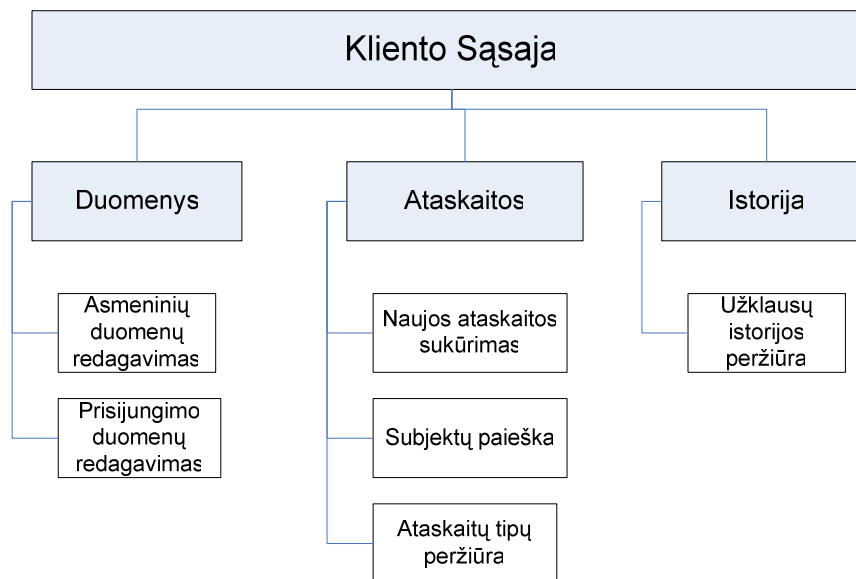 Kliento Sąsaja
Duomenys
Asmeninių
duomenų
redagavimas
Prisijungimo
duomenų
redagavimas
Ataskaitos
Naujos ataskaitos
sukūrimas
Subjektų paieška
Ataskaitų tipų
peržiūra
Istorija
Užklausų
istorijos
peržiūra